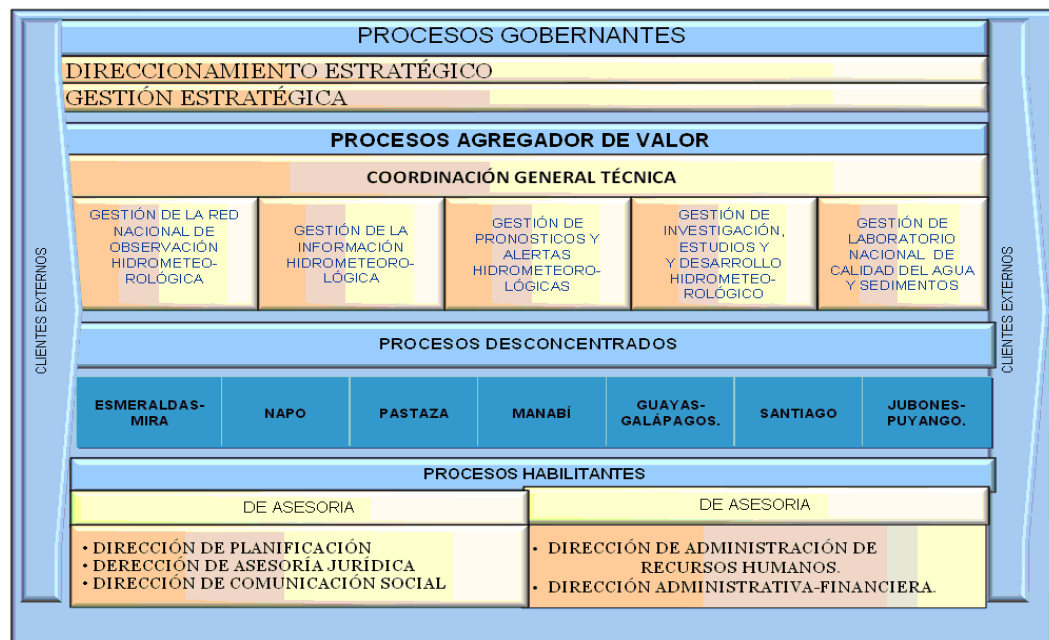 PROCESOS GOBERNANTES
DIRECCIONAMIENTO ESTRATÉGICO
GESTIÓN ESTRATÉGICA
PROCESOS AGREGADOR DE VALOR
COORDINACIÓN GENERAL TÉCNICA
GESTIÓN DE LA RED
NACIONAL DE
OBSERVACIÓN
HIDROMETEO-
ROLÓGICA
GESTIÓN DE LA
INFORMACIÓN
HIDROMETEORO-
LÓGICA
GESTIÓN DE
PRONOSTICOS Y
ALERTAS
HIDROMETEORO-
LÓGICAS
GESTIÓN DE
INVESTIGACIÓN,
ESTUDIOS Y
Y DESARROLLO
HIDROMETEO-
ROLÓGICO
GESTIÓN DE
LABORATORIO
NACIONAL DE
CALIDAD DEL AGUA
Y SEDIMENTOS
CLIENTES EXTERNOS
CLIENTES EXTERNOS
PROCESOS DESCONCENTRADOS
ESMERALDAS-
MIRA
NAPO
PASTAZA
MANABÍ
GUAYAS-
GALÁPAGOS.
SANTIAGO
JUBONES-
PUYANGO.
PROCESOS HABILITANTES
DE ASESORIA
• DIRECCIÓN DE PLANIFICACIÓN
• DERECCIÓN DE ASESORÍA JURÍDICA
• DIRECCIÓN DE COMUNICACIÓN SOCIAL
DE ASESORIA
• DIRECCIÓN DE ADMINISTRACIÓN DE
RECURSOS HUMANOS.
• DIRECCIÓN ADMINISTRATIVA-FINANCIERA.